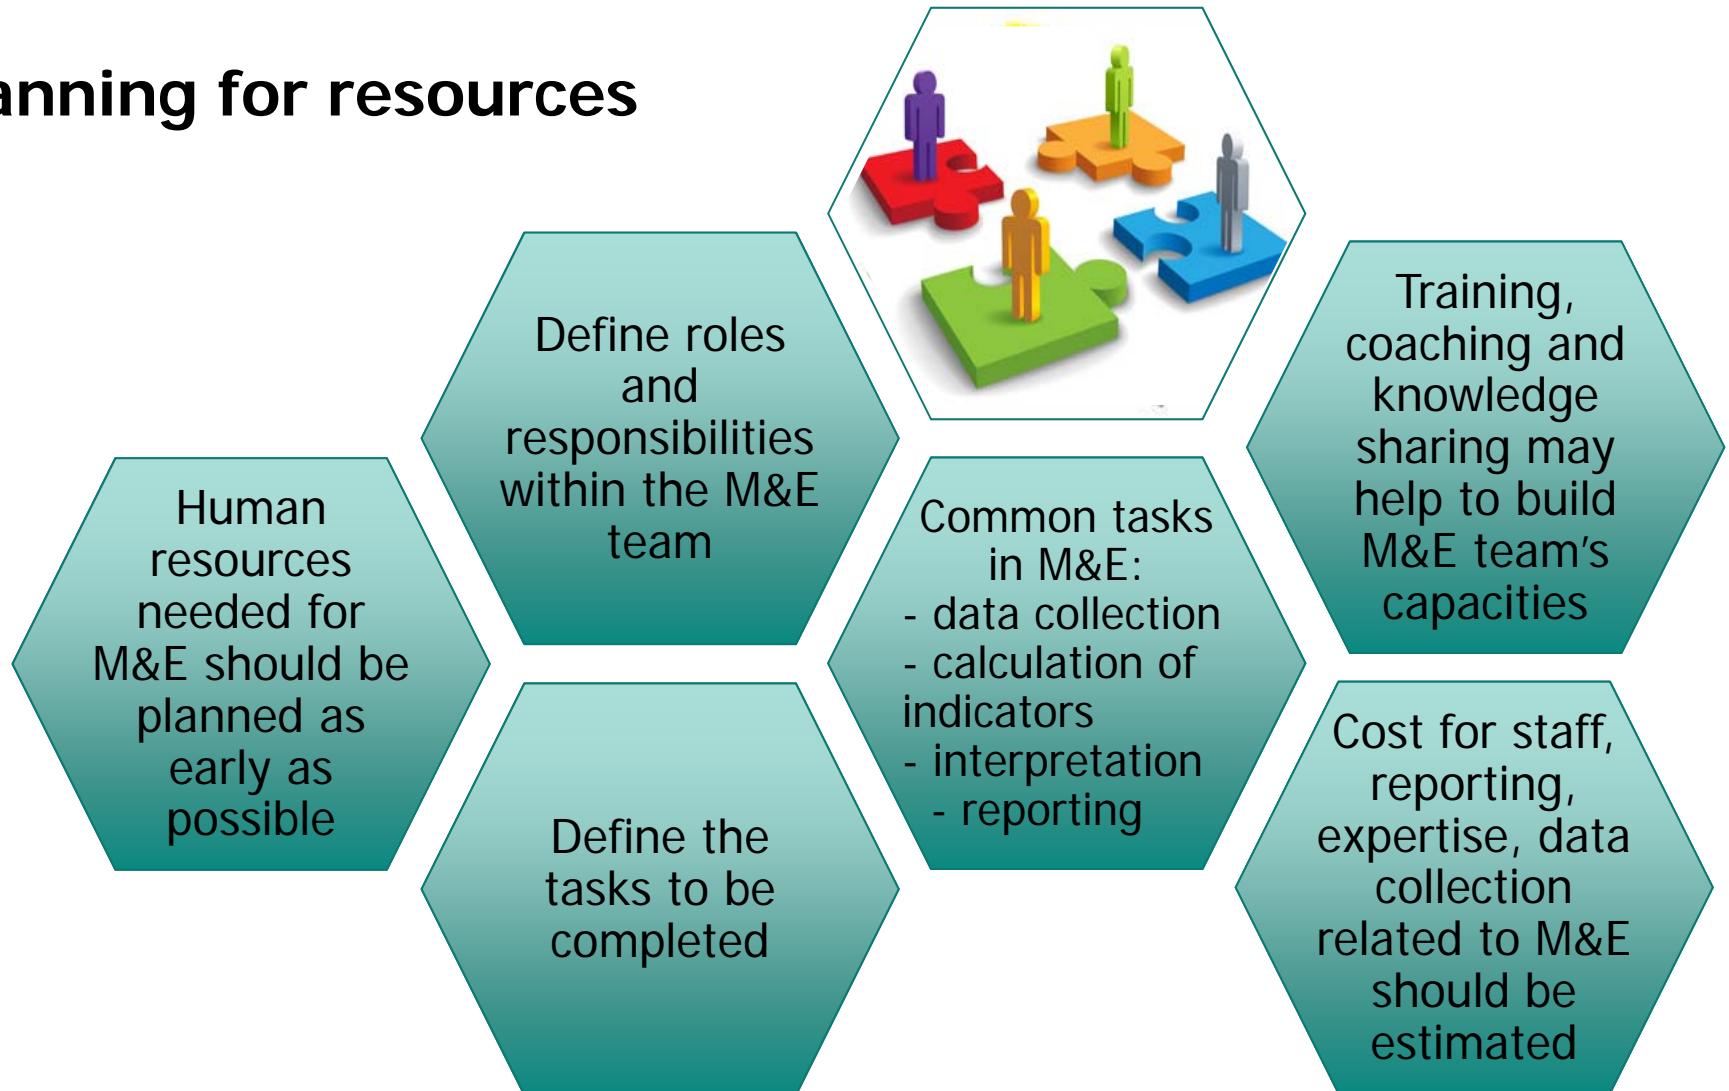 anning for resources
Human
resources
needed for
M&E should be
planned as
early as
possible
Define roles
and
responsibilities
within the M&E
team
Define the
tasks to be
completed
Common tasks
in M&E:
- data collection
- calculation of
indicators
- interpretation
- reporting
Training,
coaching and
knowledge
sharing may
help to build
M&E team’s
capacities
Cost for staff,
reporting,
expertise, data
collection
related to M&E
should be
estimated